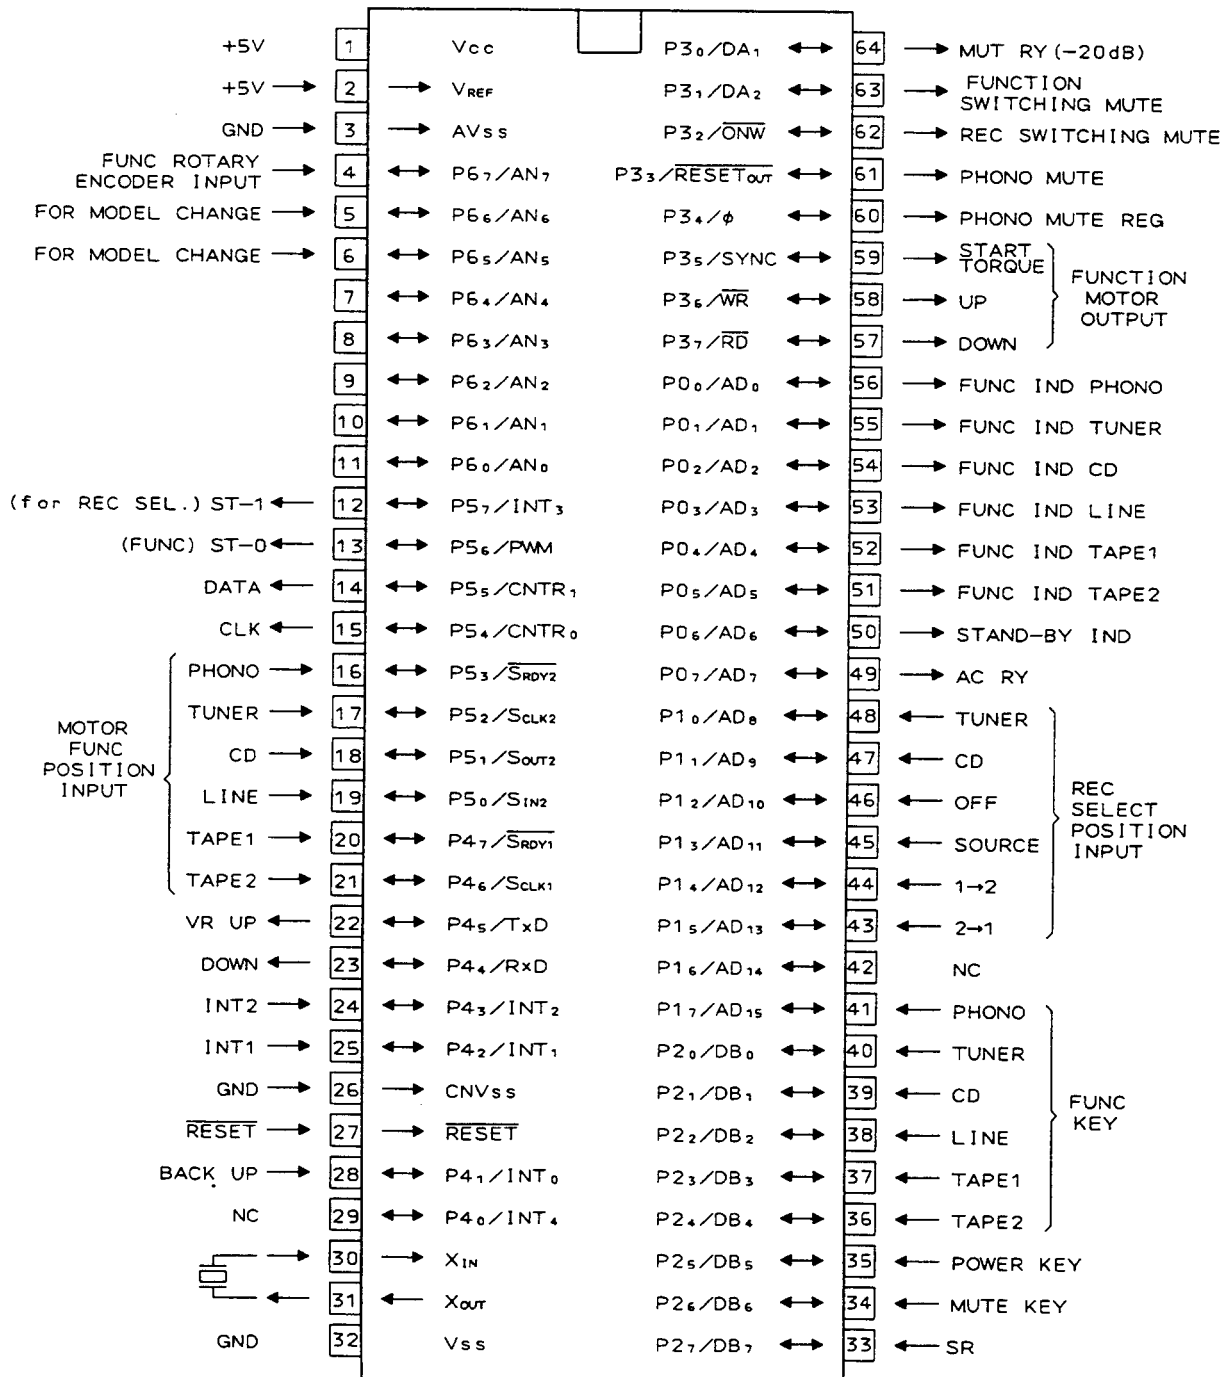 +5V 1 Vcc P3₀/DA₁ 64 MUT RY (-20dB)
+5V 2 VREF P3₁/DA₂ 63 FUNCTION SWITCHING MUTE
GND 3 AVss P3₂/ONW 62 REC SWITCHING MUTE
FUNC ROTARY ENCODER INPUT 4 P6₇/AN₇ P3₃/RESETOUT 61 PHONO MUTE
FOR MODEL CHANGE 5 P6₆/AN₆ P3₄/φ 60 PHONO MUTE REG
FOR MODEL CHANGE 6 P6₅/AN₅ P3₅/SYNC 59 START TORQUE
7 P6₄/AN₄ P3₆/WR 58 UP
8 P6₃/AN₃ P3₇/RD 57 DOWN
FUNCTION MOTOR OUTPUT
9 P6₂/AN₂ P0₀/AD₀ 56 FUNC IND PHONO
10 P6₁/AN₁ P0₁/AD₁ 55 FUNC IND TUNER
11 P6₀/AN₀ P0₂/AD₂ 54 FUNC IND CD
(for REC SEL.) ST-1 12 P5₇/INT₃ P0₃/AD₃ 53 FUNC IND LINE
(FUNC) ST-0 13 P5₆/PWM P0₄/AD₄ 52 FUNC IND TAPE1
DATA 14 P5₅/CNTR₁ P0₅/AD₅ 51 FUNC IND TAPE2
CLK 15 P5₄/CNTR₀ P0₆/AD₆ 50 STAND-BY IND
PHONO 16 P5₃/SRDY2 P0₇/AD₇ 49 AC RY
TUNER 17 P5₂/SCLK2 P1₀/AD₈ 48 TUNER
CD 18 P5₁/SOUT2 P1₁/AD₉ 47 CD
MOTOR FUNC POSITION INPUT
LINE 19 P5₀/SIN2 P1₂/AD₁₀ 46 OFF
REC SELECT POSITION INPUT
TAPE1 20 P4₇/SRDY1 P1₃/AD₁₁ 45 SOURCE
TAPE2 21 P4₆/SCLK1 P1₄/AD₁₂ 44 1→2
VR UP 22 P4₅/TxD P1₅/AD₁₃ 43 2→1
DOWN 23 P4₄/RxD P1₆/AD₁₄ 42 NC
INT2 24 P4₃/INT₂ P1₇/AD₁₅ 41 PHONO
INT1 25 P4₂/INT₁ P2₀/DB₀ 40 TUNER
GND 26 CNVss P2₁/DB₁ 39 CD
FUNC KEY
RESET 27 RESET P2₂/DB₂ 38 LINE
BACK UP 28 P4₁/INT₀ P2₃/DB₃ 37 TAPE1
NC 29 P4₀/INT₄ P2₄/DB₄ 36 TAPE2
30 XIN P2₅/DB₅ 35 POWER KEY
31 XOUT P2₆/DB₆ 34 MUTE KEY
GND 32 Vss P2₇/DB₇ 33 SR